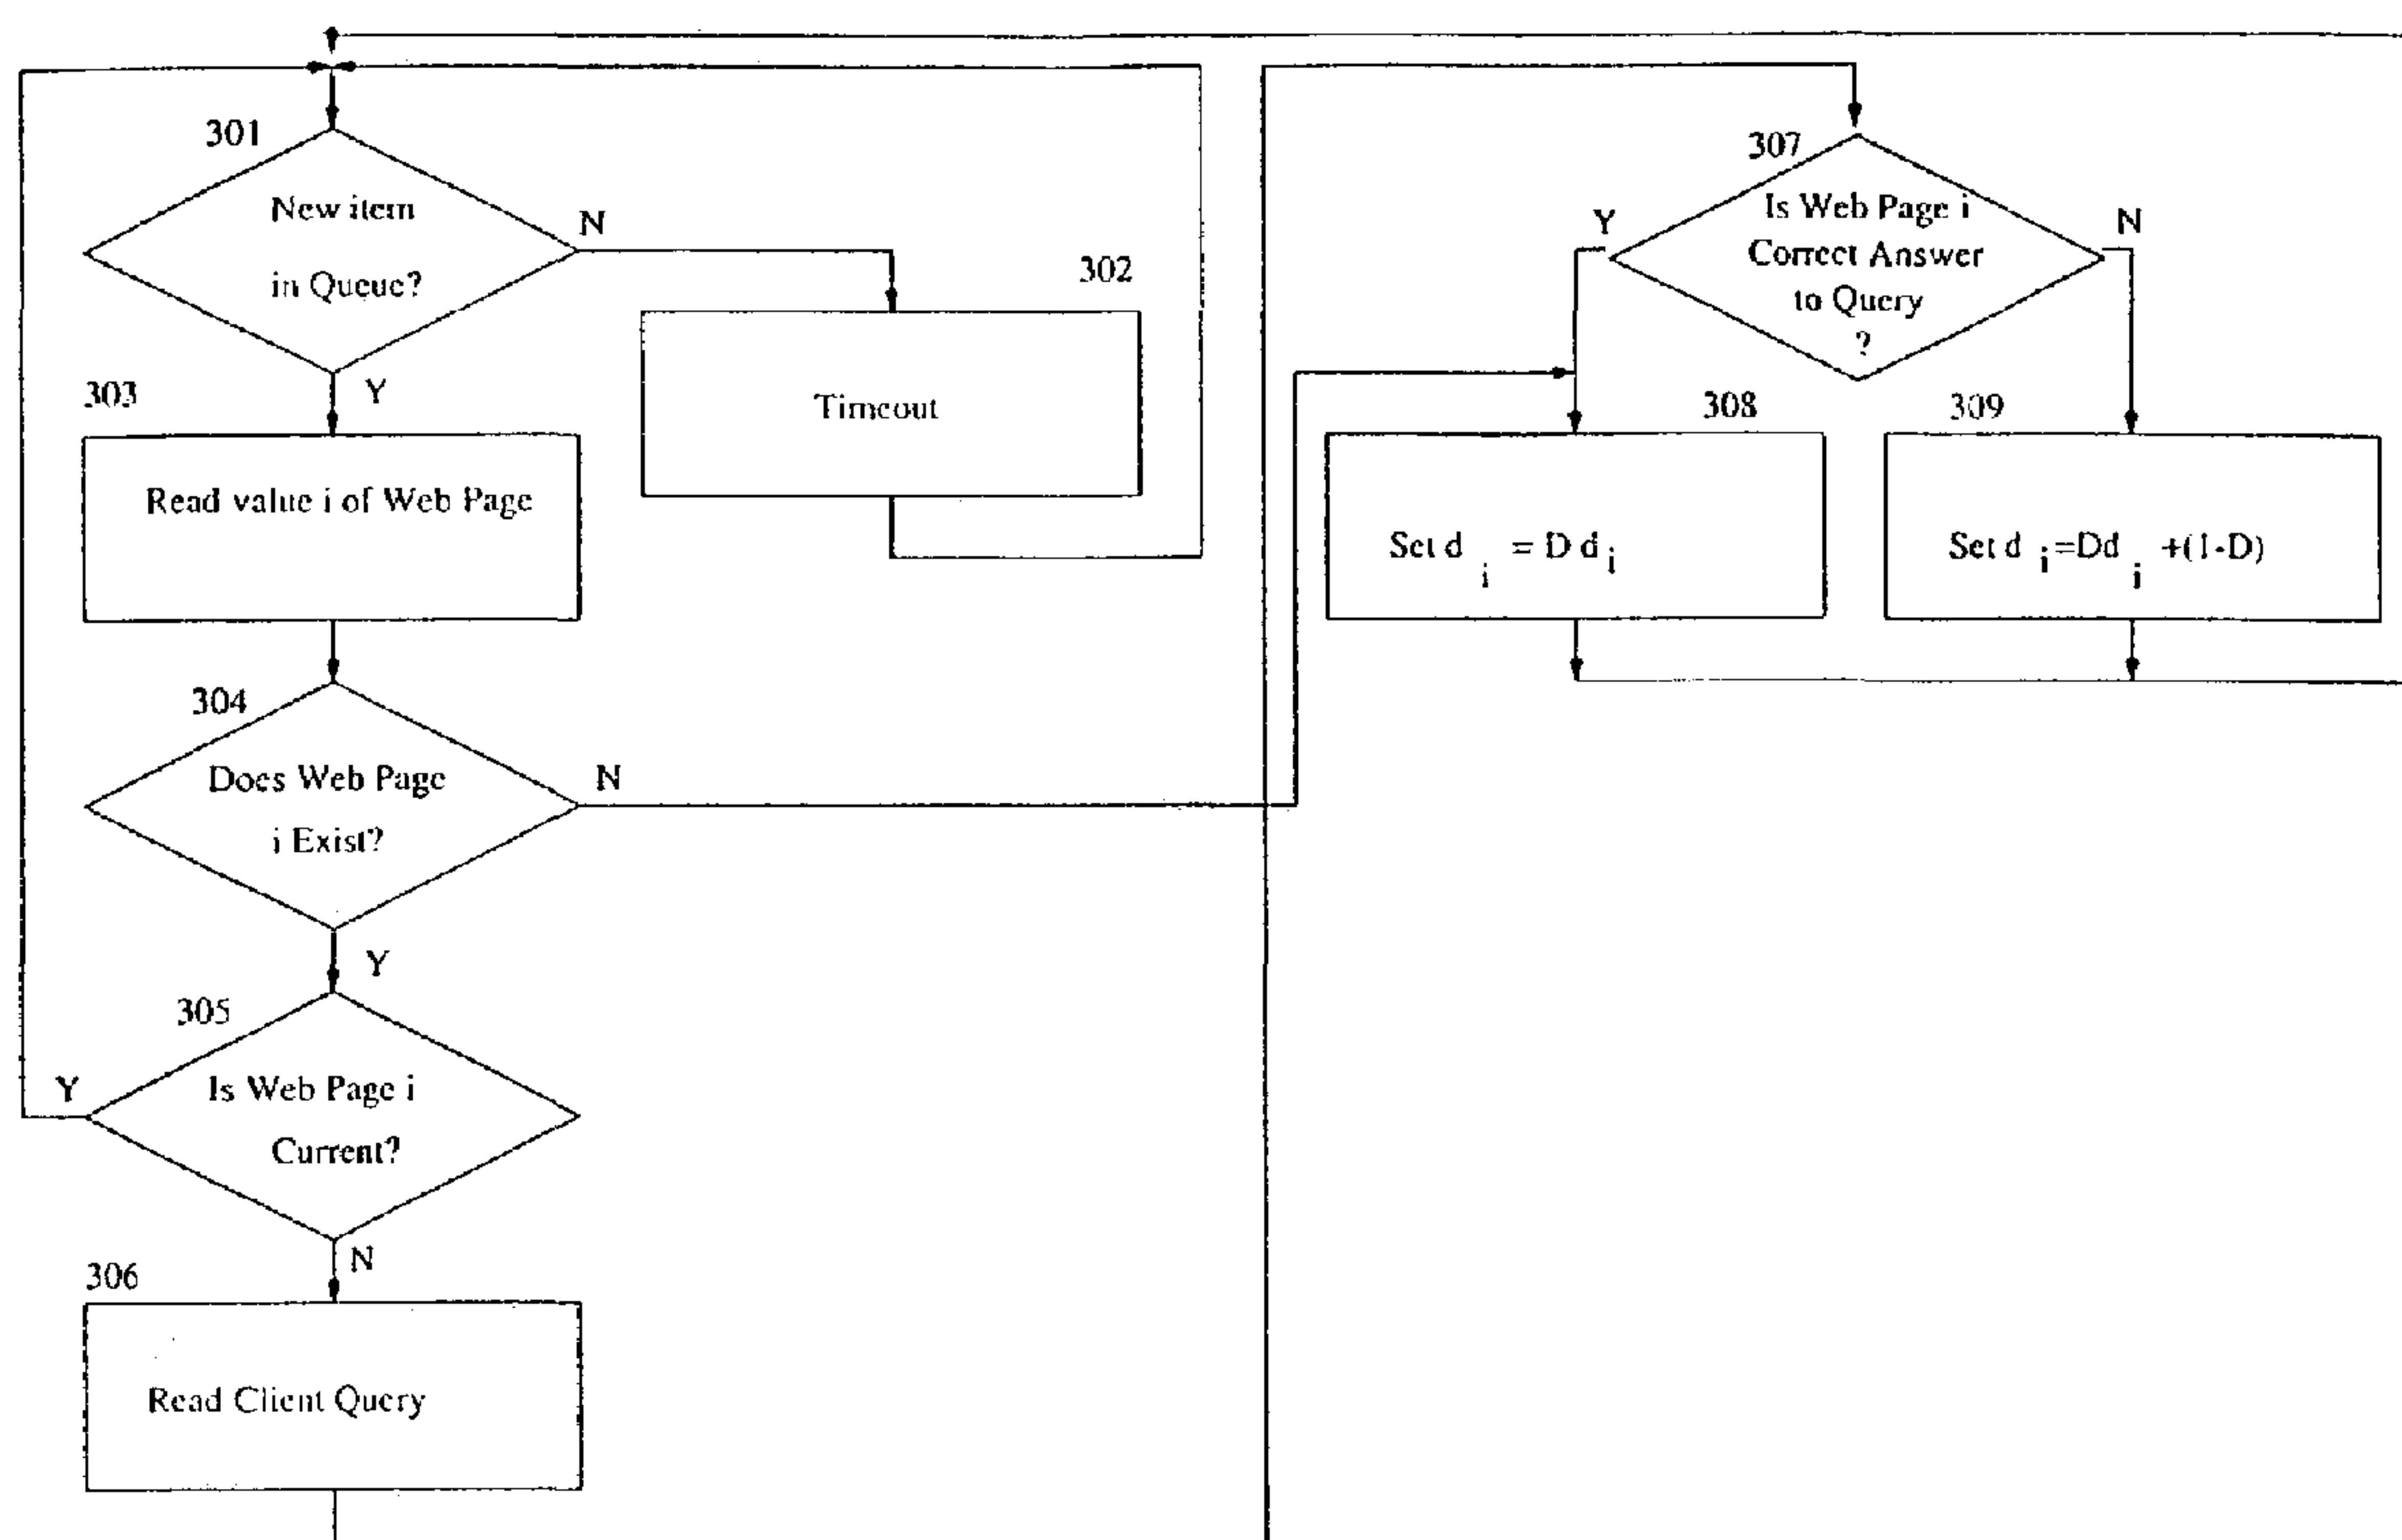 301
New item
in Queue?
N
Y
302
Timeout
303
Read value i of Web Page
304
Does Web Page
i Exist?
N
Y
305
Is Web Page i
Current?
Y
N
306
Read Client Query
307
Is Web Page i
Correct Answer
to Query
?
Y
N
308
Set d i = D d i
309
Set d i =Dd i +(1-D)